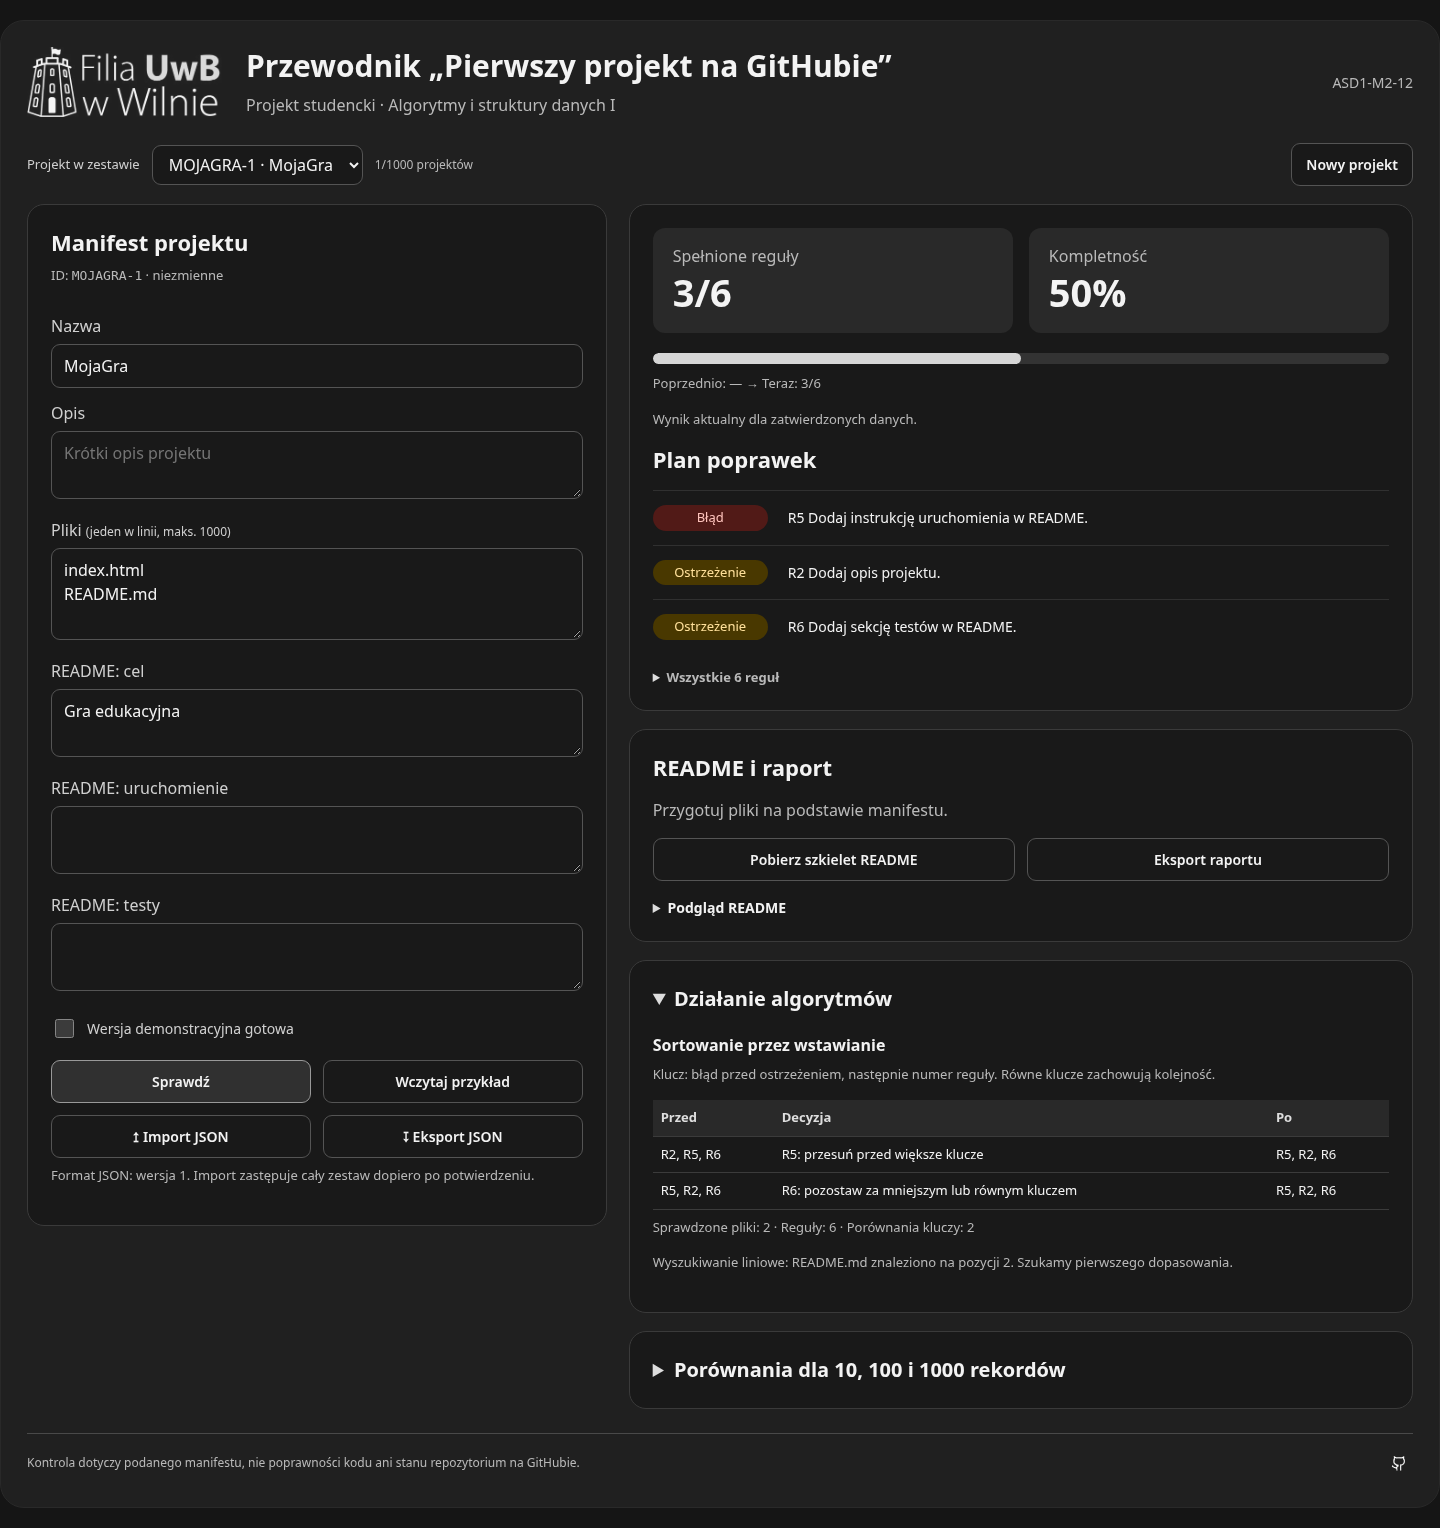 Filia UwB
w Wilnie
Przewodnik „Pierwszy projekt na GitHubie”
Projekt studencki · Algorytmy i struktury danych I
ASD1-M2-12
Projekt w zestawie
MOJAGRA-1 · MojaGra
1/1000 projektów
Nowy projekt
Manifest projektu
ID: MOJAGRA-1 · niezmienne
Nazwa
MojaGra
Opis
Krótki opis projektu
Pliki (jeden w linii, maks. 1000)
index.html
README.md
README: cel
Gra edukacyjna
README: uruchomienie
README: testy
Wersja demonstracyjna gotowa
Sprawdź
Wczytaj przykład
↥ Import JSON
↧ Eksport JSON
Format JSON: wersja 1. Import zastępuje cały zestaw dopiero po potwierdzeniu.
Spełnione reguły
3/6
Kompletność
50%
Poprzednio: — → Teraz: 3/6
Wynik aktualny dla zatwierdzonych danych.
Plan poprawek
Błąd R5 Dodaj instrukcję uruchomienia w README.
Ostrzeżenie R2 Dodaj opis projektu.
Ostrzeżenie R6 Dodaj sekcję testów w README.
Wszystkie 6 reguł
README i raport
Przygotuj pliki na podstawie manifestu.
Pobierz szkielet README
Eksport raportu
Podgląd README
Działanie algorytmów
Sortowanie przez wstawianie
Klucz: błąd przed ostrzeżeniem, następnie numer reguły. Równe klucze zachowują kolejność.
Przed Decyzja Po
R2, R5, R6 R5: przesuń przed większe klucze R5, R2, R6
R5, R2, R6 R6: pozostaw za mniejszym lub równym kluczem R5, R2, R6
Sprawdzone pliki: 2 · Reguły: 6 · Porównania kluczy: 2
Wyszukiwanie liniowe: README.md znaleziono na pozycji 2. Szukamy pierwszego dopasowania.
Porównania dla 10, 100 i 1000 rekordów
Kontrola dotyczy podanego manifestu, nie poprawności kodu ani stanu repozytorium na GitHubie.